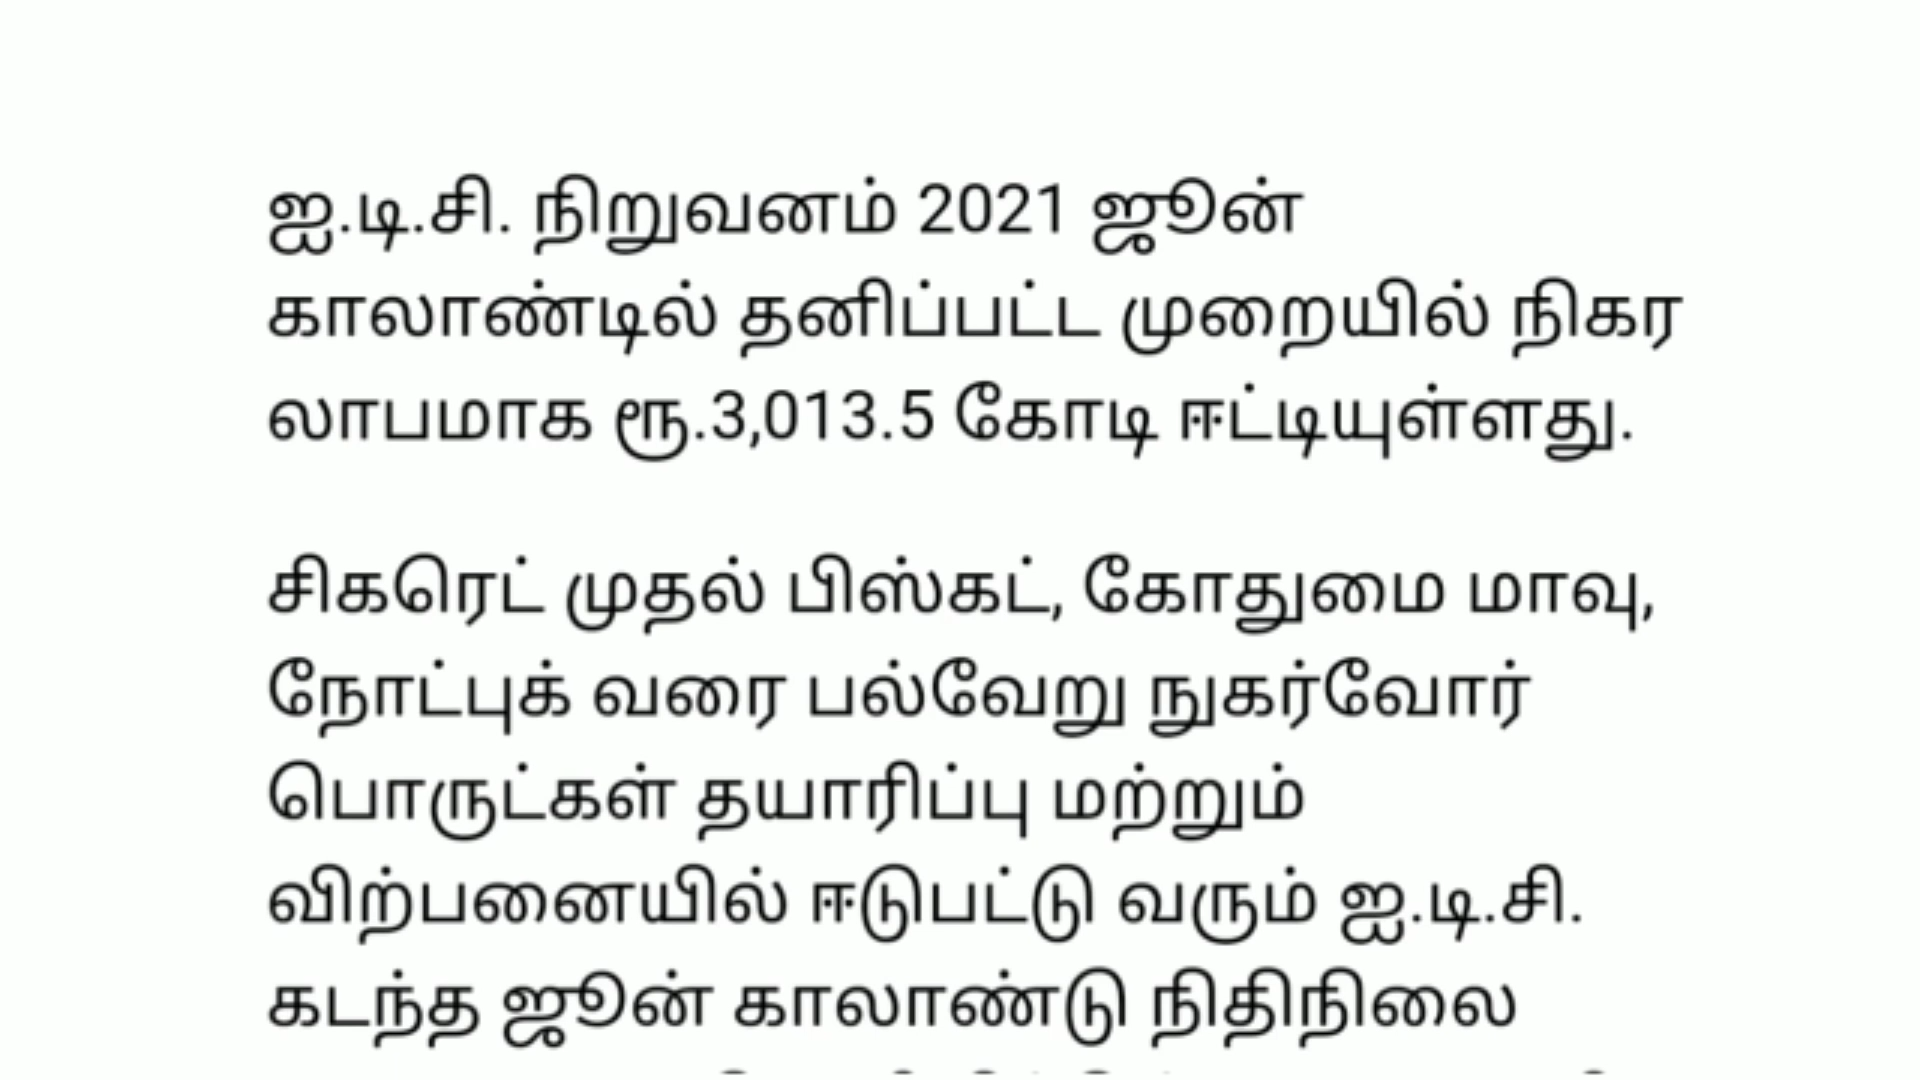 ஐ.டி.சி. நிறுவனம் 2021 ஜூன்
காலாண்டில் தனிப்பட்ட முறையில் நிகர
லாபமாக ரூ.3,013.5 கோடி ஈட்டியுள்ளது.
சிகரெட் முதல் பிஸ்கட், கோதுமை மாவு,
நோட்புக் வரை பல்வேறு நுகர்வோர்
பொருட்கள் தயாரிப்பு மற்றும்
விற்பனையில் ஈடுபட்டு வரும் ஐ.டி.சி.
கடந்த ஜூன் காலாண்டு நிதிநிலை